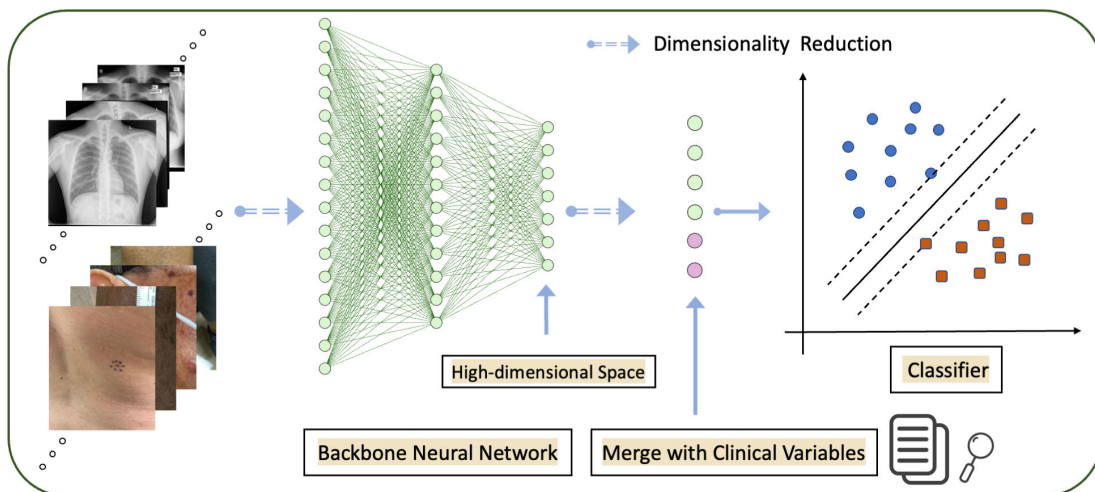 Dimensionality Reduction
High-dimensional Space
Classifier
Backbone Neural Network
Merge with Clinical Variables